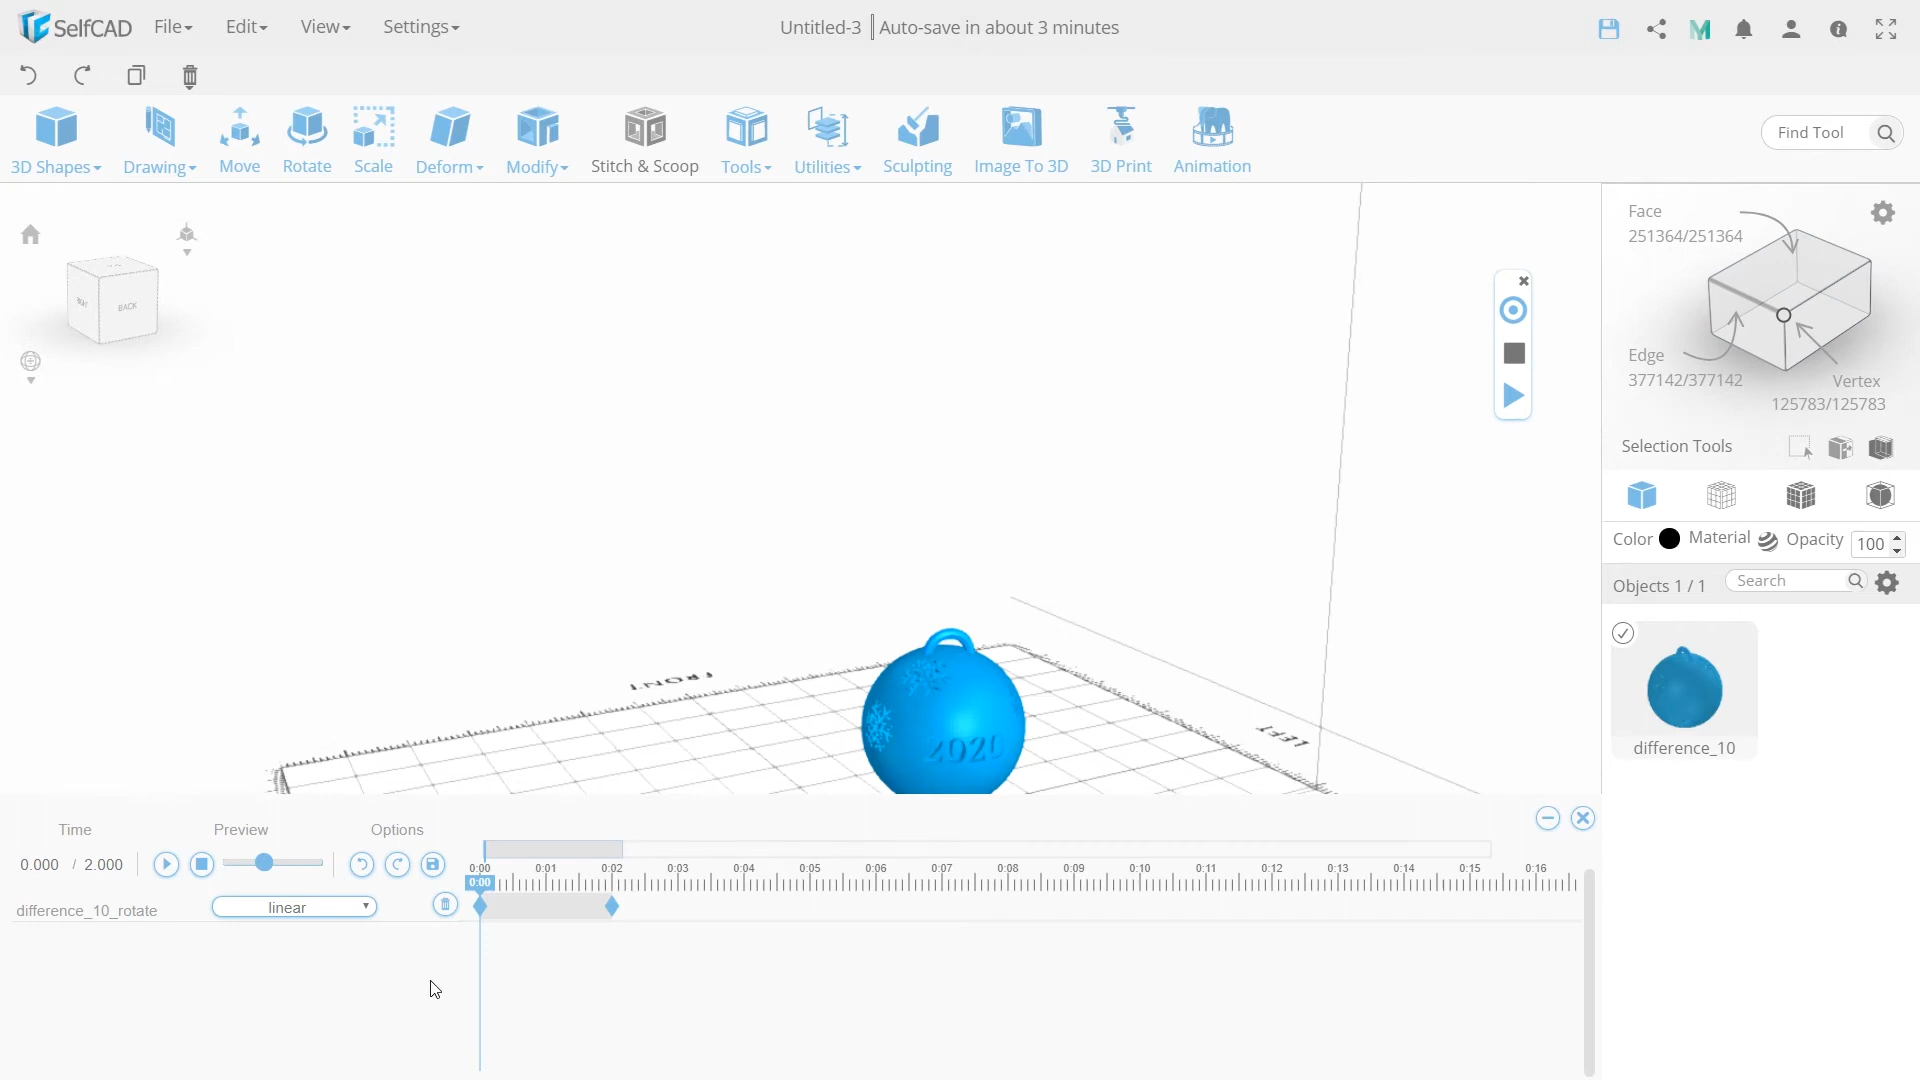 SelfCAD File Edit View Settings Untitled-3 Auto-save in about 3 minutes
3D Shapes Drawing Move Rotate Scale Deform Modify Stitch & Scoop Tools Utilities Sculpting Image To 3D 3D Print Animation Find Tool
Face
251364/251364
BACK
Edge
377142/377142
Vertex
125783/125783
Selection Tools
Color Material Opacity 100
Objects 1 / 1 Search
FRONT
LEFT
2020
difference_10
Time Preview Options
0.000 / 2.000
0:00 0:01 0:02 0:03 0:04 0:05 0:06 0:07 0:08 0:09 0:10 0:11 0:12 0:13 0:14 0:15 0:16
0:00
difference_10_rotate linear